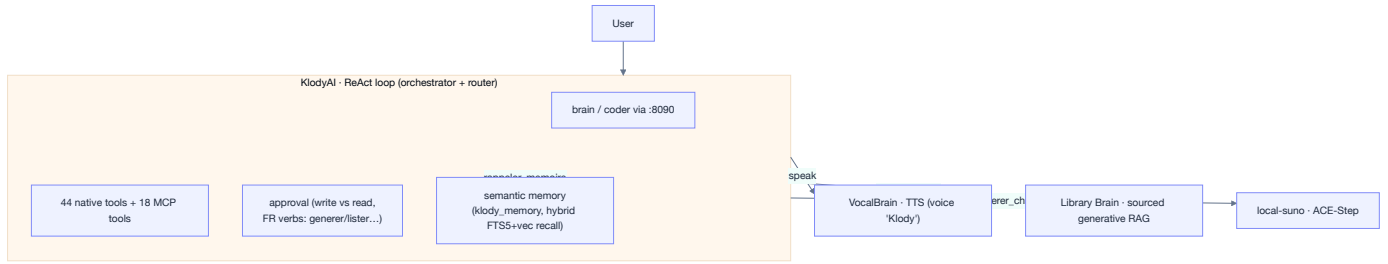 User
KlodyAI · ReAct loop (orchestrator + router)
brain / coder via :8090
speak
44 native tools + 18 MCP
tools
approval (write vs read,
FR verbs: generer/lister…)
semantic memory
(klody_memory, hybrid
FTS5+vec recall)
VocalBrain · TTS (voice
'Klody')
Library Brain · sourced
generative RAG
local-suno · ACE-Step